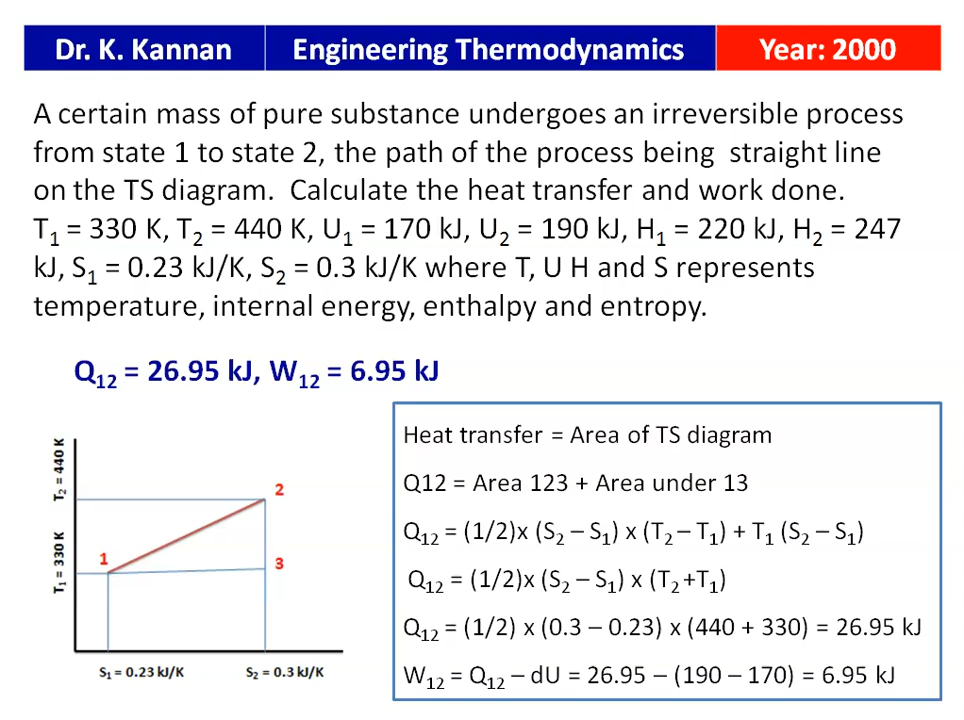 Dr. K. Kannan Engineering Thermodynamics Year: 2000
A certain mass of pure substance undergoes an irreversible process
from state 1 to state 2, the path of the process being straight line
on the TS diagram. Calculate the heat transfer and work done.
T₁ = 330 K, T₂ = 440 K, U₁ = 170 kJ, U₂ = 190 kJ, H₁ = 220 kJ, H₂ = 247
kJ, S₁ = 0.23 kJ/K, S₂ = 0.3 kJ/K where T, U H and S represents
temperature, internal energy, enthalpy and entropy.
Q₁₂ = 26.95 kJ, W₁₂ = 6.95 kJ
T₂ = 440 K
T₁ = 330 K
2
1
3
S₁ = 0.23 kJ/K S₂ = 0.3 kJ/K
Heat transfer = Area of TS diagram
Q12 = Area 123 + Area under 13
Q₁₂ = (1/2)x (S₂ – S₁) x (T₂ – T₁) + T₁ (S₂ – S₁)
Q₁₂ = (1/2)x (S₂ – S₁) x (T₂ +T₁)
Q₁₂ = (1/2) x (0.3 – 0.23) x (440 + 330) = 26.95 kJ
W₁₂ = Q₁₂ – dU = 26.95 – (190 – 170) = 6.95 kJ